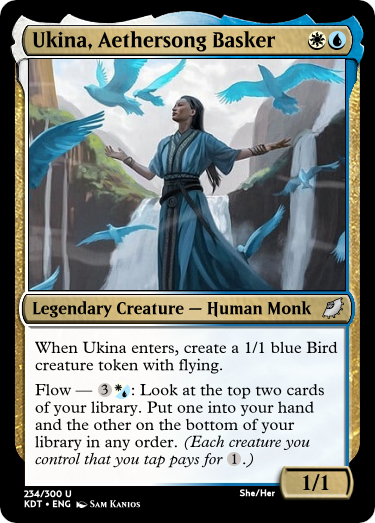 Ukina, Aethersong Basker
Legendary Creature — Human Monk
When Ukina enters, create a 1/1 blue Bird
creature token with flying.
Flow — 3: Look at the top two cards
of your library. Put one into your hand
and the other on the bottom of your
library in any order. (Each creature you
control that you tap pays for 1.)
1/1
234/300 U
She/Her
KDT • ENG Sam Kanios